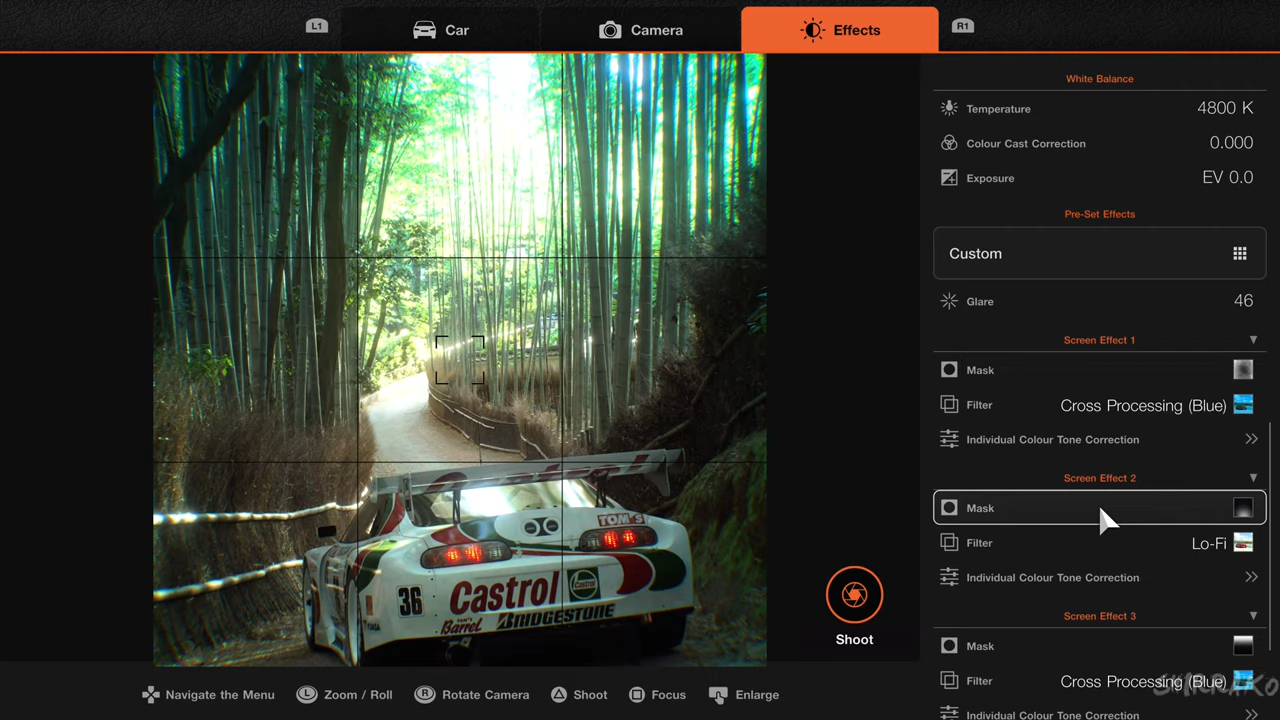 L1
Car
Camera
Effects
R1
White Balance
Temperature 4800 K
Colour Cast Correction 0.000
Exposure EV 0.0
Pre-Set Effects
Custom
Glare 46
Screen Effect 1
Mask
Filter Cross Processing (Blue)
Individual Colour Tone Correction
Screen Effect 2
Mask
Filter Lo-Fi
Individual Colour Tone Correction
Screen Effect 3
Mask
Filter Cross Processing (Blue)
Individual Colour Tone Correction
Castrol
TOM'S
36
Castrol
TOM'S
Barrel
BRIDGESTONE
Shoot
Navigate the Menu
L Zoom / Roll
R Rotate Camera
Shoot
Focus
Enlarge